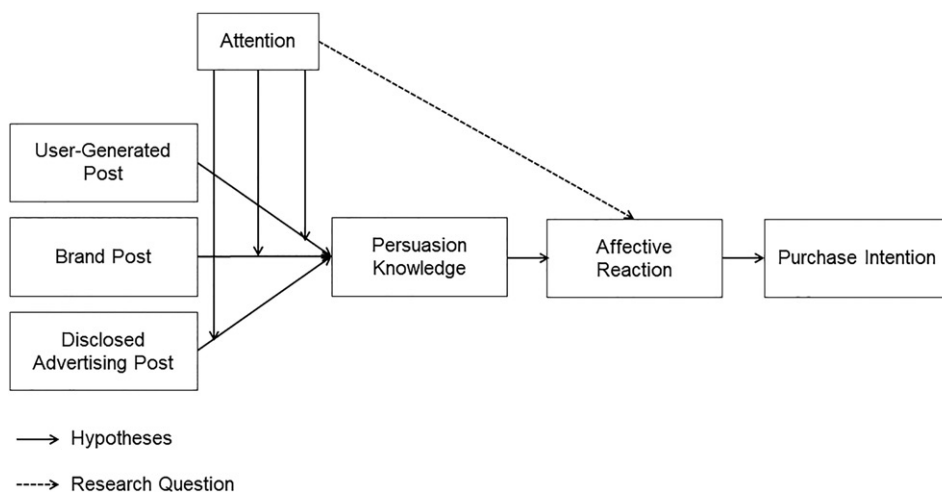 Attention
User-Generated
Post
Brand Post
Disclosed
Advertising Post
Persuasion
Knowledge
Affective
Reaction
Purchase Intention
Hypotheses
Research Question